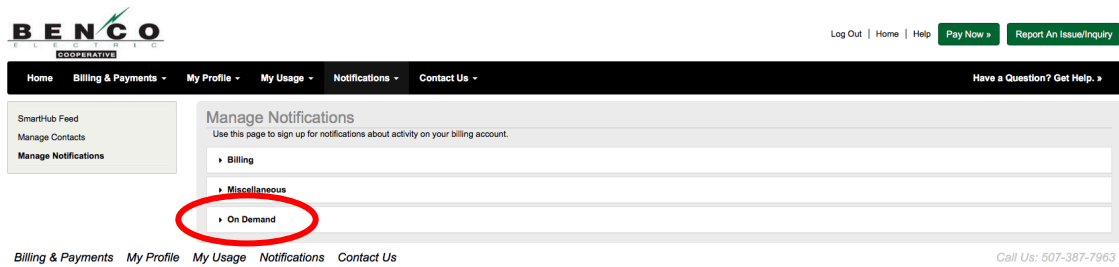 BENCO
ELECTRIC
COOPERATIVE
Log Out | Home | Help Pay Now » Report An Issue/Inquiry
Home Billing & Payments My Profile My Usage Notifications Contact Us Have a Question? Get Help. »
SmartHub Feed
Manage Contacts
Manage Notifications
Manage Notifications
Use this page to sign up for notifications about activity on your billing account.
Billing
Miscellaneous
On Demand
Billing & Payments My Profile My Usage Notifications Contact Us Call Us: 507-387-7963